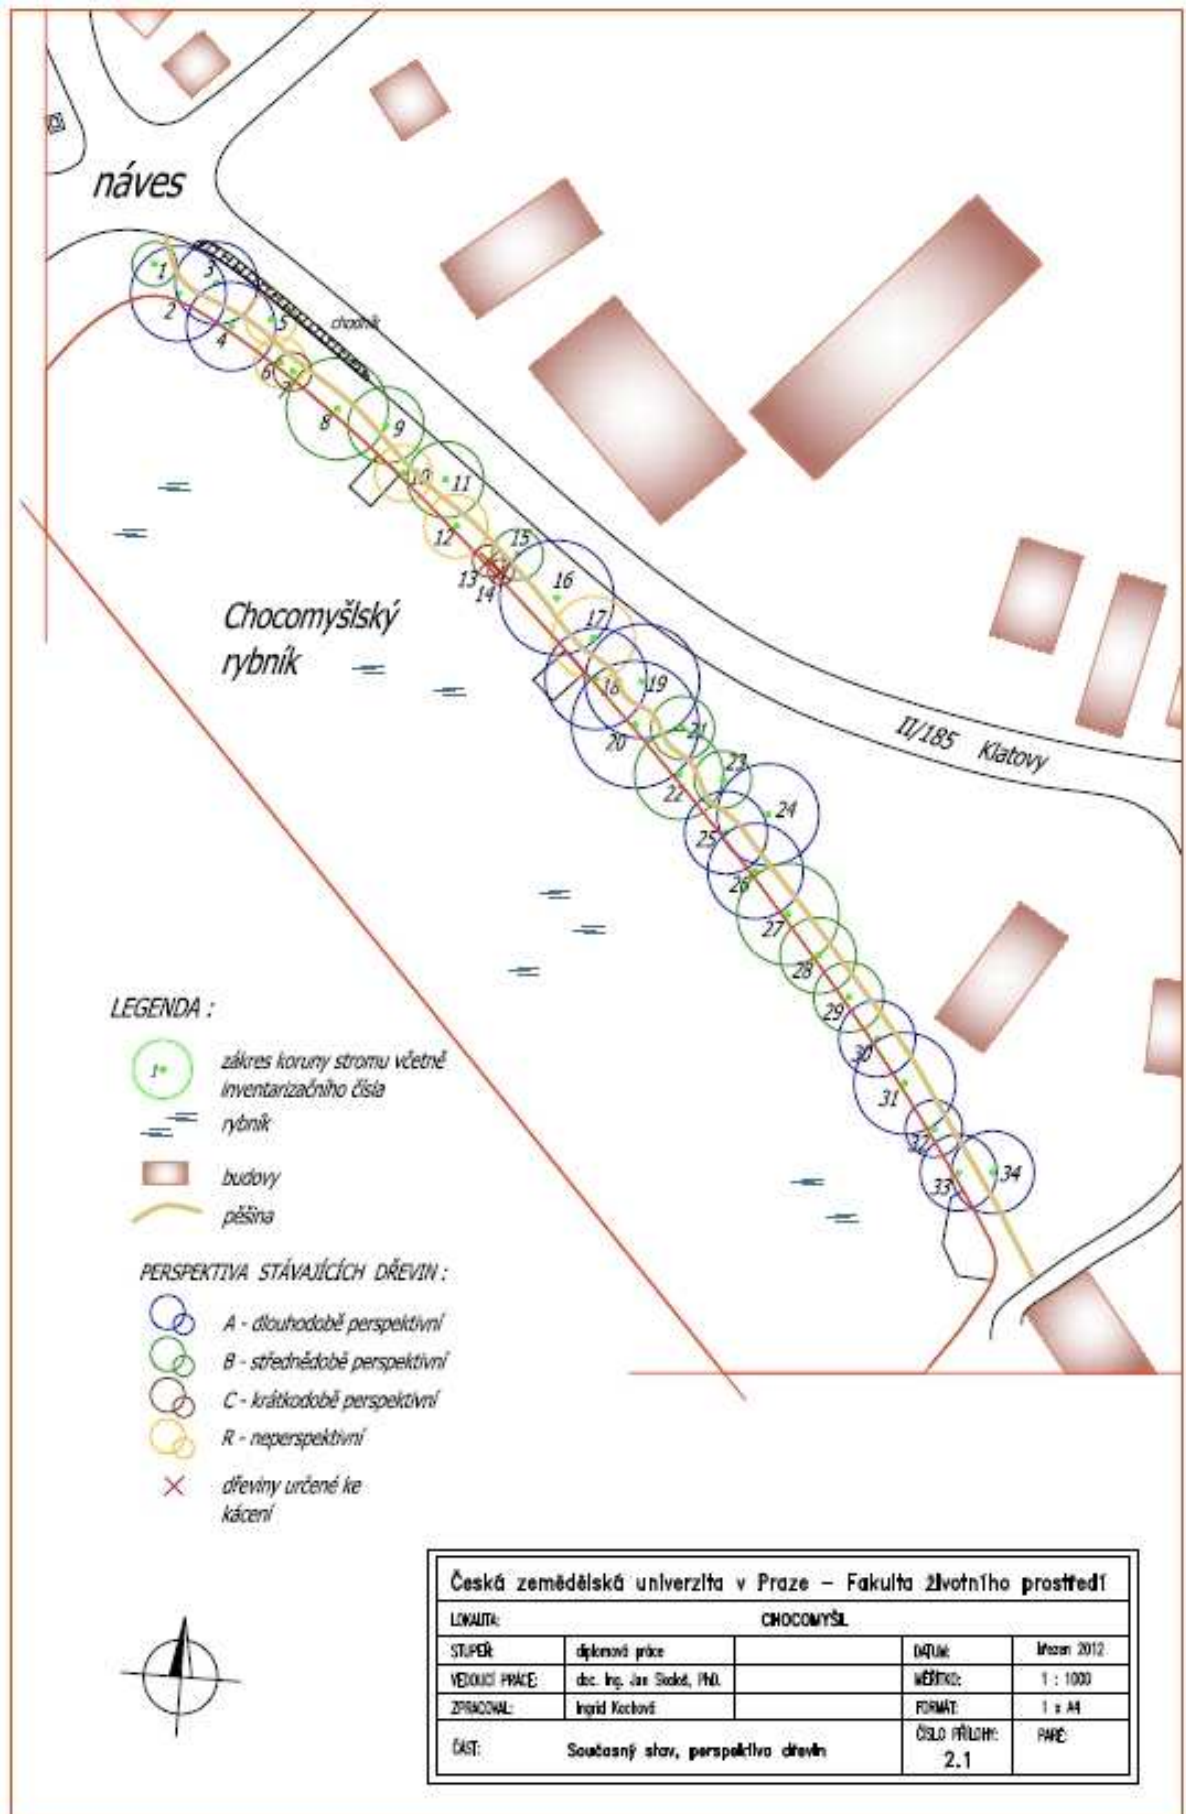 náves
1
2
3
4
5
chodník
6
7
8
9
10
11
12
13
14
15
16
17
18
19
20
21
22
23
24
25
26
27
28
29
30
31
32
33
34
Chocomyšlský
rybník
II/185 Klatovy
LEGENDA :
1
zákres koruny stromu včetně
inventarizačního čísla
rybník
budovy
pěšina
PERSPEKTIVA STÁVAJÍCÍCH DŘEVIN :
A - dlouhodobě perspektivní
B - střednědobě perspektivní
C - krátkodobě perspektivní
R - neperspektivní
dřeviny určené ke
kácení
Česká zemědělská univerzita v Praze – Fakulta životního prostředí
LOKALITA: CHOCOMYŠL
STUPEŇ: diplomová práce DATUM: březen 2012
VEDOUCÍ PRÁCE: doc. Ing. Jan Skaloš, PhD. MĚŘÍTKO: 1 : 1000
ZPRACOVAL: Ingrid Kochová FORMÁT: 1 x A4
ČÁST: Současný stav, perspektiva dřevin ČÍSLO PŘÍLOHY: PARÉ:
2.1